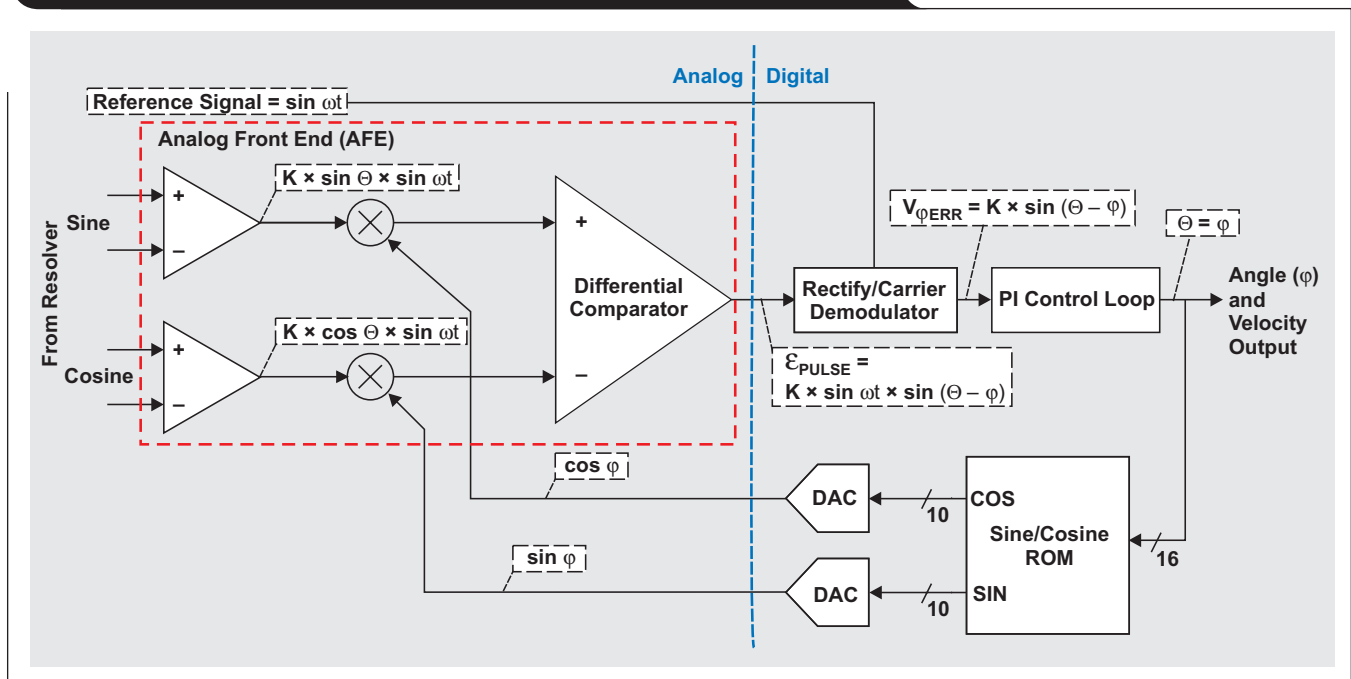 Analog Digital
Reference Signal = sin ωt
Analog Front End (AFE)
K × sin Θ × sin ωt
+
−
Sine
+
−
Differential
Comparator
K × cos Θ × sin ωt
+
−
Cosine
From Resolver
Rectify/Carrier
Demodulator
VφERR = K × sin (Θ – φ)
PI Control Loop
Θ = φ
Angle (φ)
and
Velocity
Output
ƐPULSE =
K × sin ωt × sin (Θ – φ)
cos φ
DAC
10
COS
Sine/Cosine
ROM
16
sin φ
DAC
10
SIN